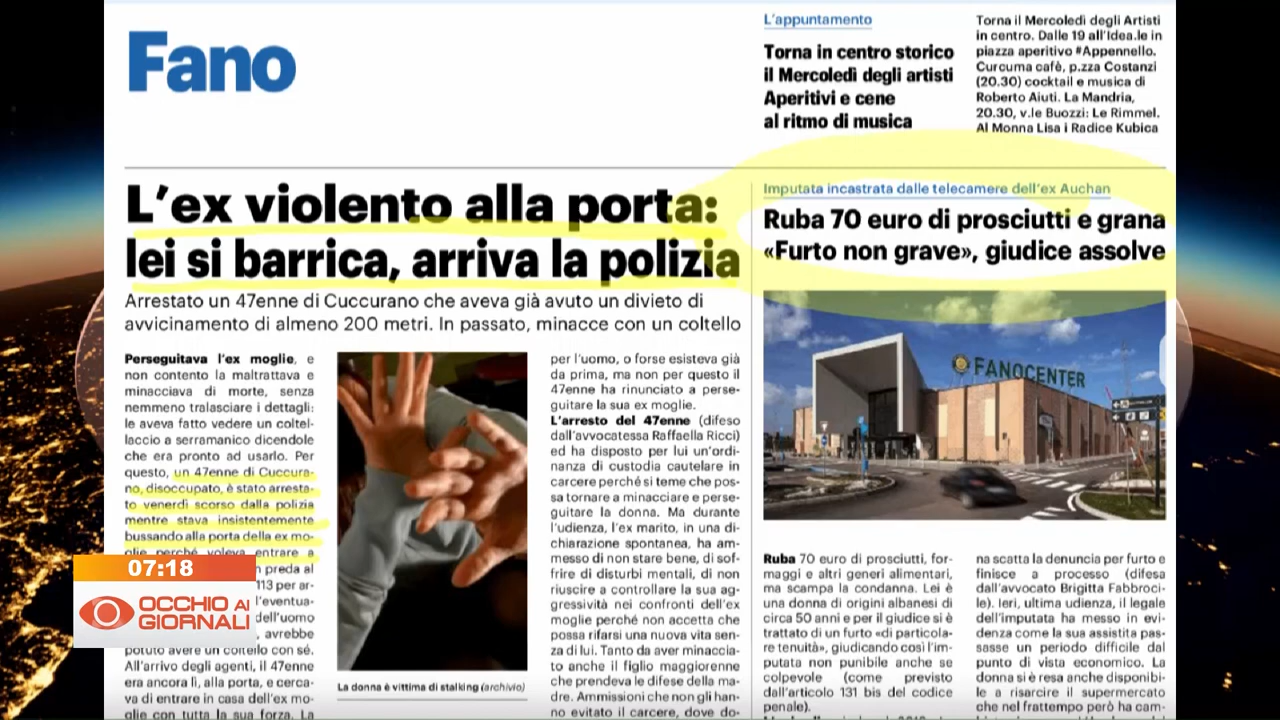 Fano
L'appuntamento
Torna in centro storico
il Mercoledì degli artisti
Aperitivi e cene
al ritmo di musica
Torna il Mercoledì degli Artisti
in centro. Dalle 19 all'Idea.le in
piazza aperitivo #Appennello.
Curcuma cafè, p.zza Costanzi
(20.30) cocktail e musica di
Roberto Aiuti. La Mandria,
20.30, v.le Buozzi: Le Rimmel.
Al Monna Lisa i Radice Kubica
L'ex violento alla porta:
lei si barrica, arriva la polizia
Arrestato un 47enne di Cuccurano che aveva già avuto un divieto di
avvicinamento di almeno 200 metri. In passato, minacce con un coltello
Perseguitava l'ex moglie, e
non contento la maltrattava e
minacciava di morte, senza
nemmeno tralasciare i dettagli:
le aveva fatto vedere un coltel-
laccio a serramanico dicendole
che era pronto ad usarlo. Per
questo, un 47enne di Cuccura-
no, disoccupato, è stato arresta-
to venerdì scorso dalla polizia
mentre stava insistentemente
bussando alla porta della ex mo-
glie perché voleva entrare a
n preda al
113 per ar-
l'eventua-
dell'uomo
, avrebbe
potuto avere un coltello con sé.
All'arrivo degli agenti, il 47enne
era ancora lì, alla porta, e cerca-
va di entrare in casa dell'ex mo-
glie con tutta la sua forza. La
La donna è vittima di stalking (archivio)
per l'uomo, o forse esisteva già
da prima, ma non per questo il
47enne ha rinunciato a perse-
guitare la sua ex moglie.
L'arresto del 47enne (difeso
dall'avvocatessa Raffaella Ricci)
ed ha disposto per lui un'ordi-
nanza di custodia cautelare in
carcere perché si teme che pos-
sa tornare a minacciare e perse-
guitare la donna. Ma durante
l'udienza, l'ex marito, in una di-
chiarazione spontanea, ha am-
messo di non stare bene, di sof-
frire di disturbi mentali, di non
riuscire a controllare la sua ag-
gressività nei confronti dell'ex
moglie perché non accetta che
possa rifarsi una nuova vita sen-
za di lui. Tanto da aver minaccia-
to anche il figlio maggiorenne
che prendeva le difese della ma-
dre. Ammissioni che non gli han-
no evitato il carcere, dove do-
Imputata incastrata dalle telecamere dell'ex Auchan
Ruba 70 euro di prosciutti e grana
«Furto non grave», giudice assolve
FANOCENTER
Ruba 70 euro di prosciutti, for-
maggi e altri generi alimentari,
ma scampa la condanna. Lei è
una donna di origini albanesi di
circa 50 anni e per il giudice si è
trattato di un furto «di particola-
re tenuità», giudicando così l'im-
putata non punibile anche se
colpevole (come previsto
dall'articolo 131 bis del codice
penale).
na scatta la denuncia per furto e
finisce a processo (difesa
dall'avvocato Brigitta Fabbroci-
le). Ieri, ultima udienza, il legale
dell'imputata ha messo in evi-
denza come la sua assistita pas-
sasse un periodo difficile dal
punto di vista economico. La
donna si è resa anche disponibi-
le a risarcire il supermercato
che nel frattempo però ha cam-
07:18
OCCHIO AI
GIORNALI